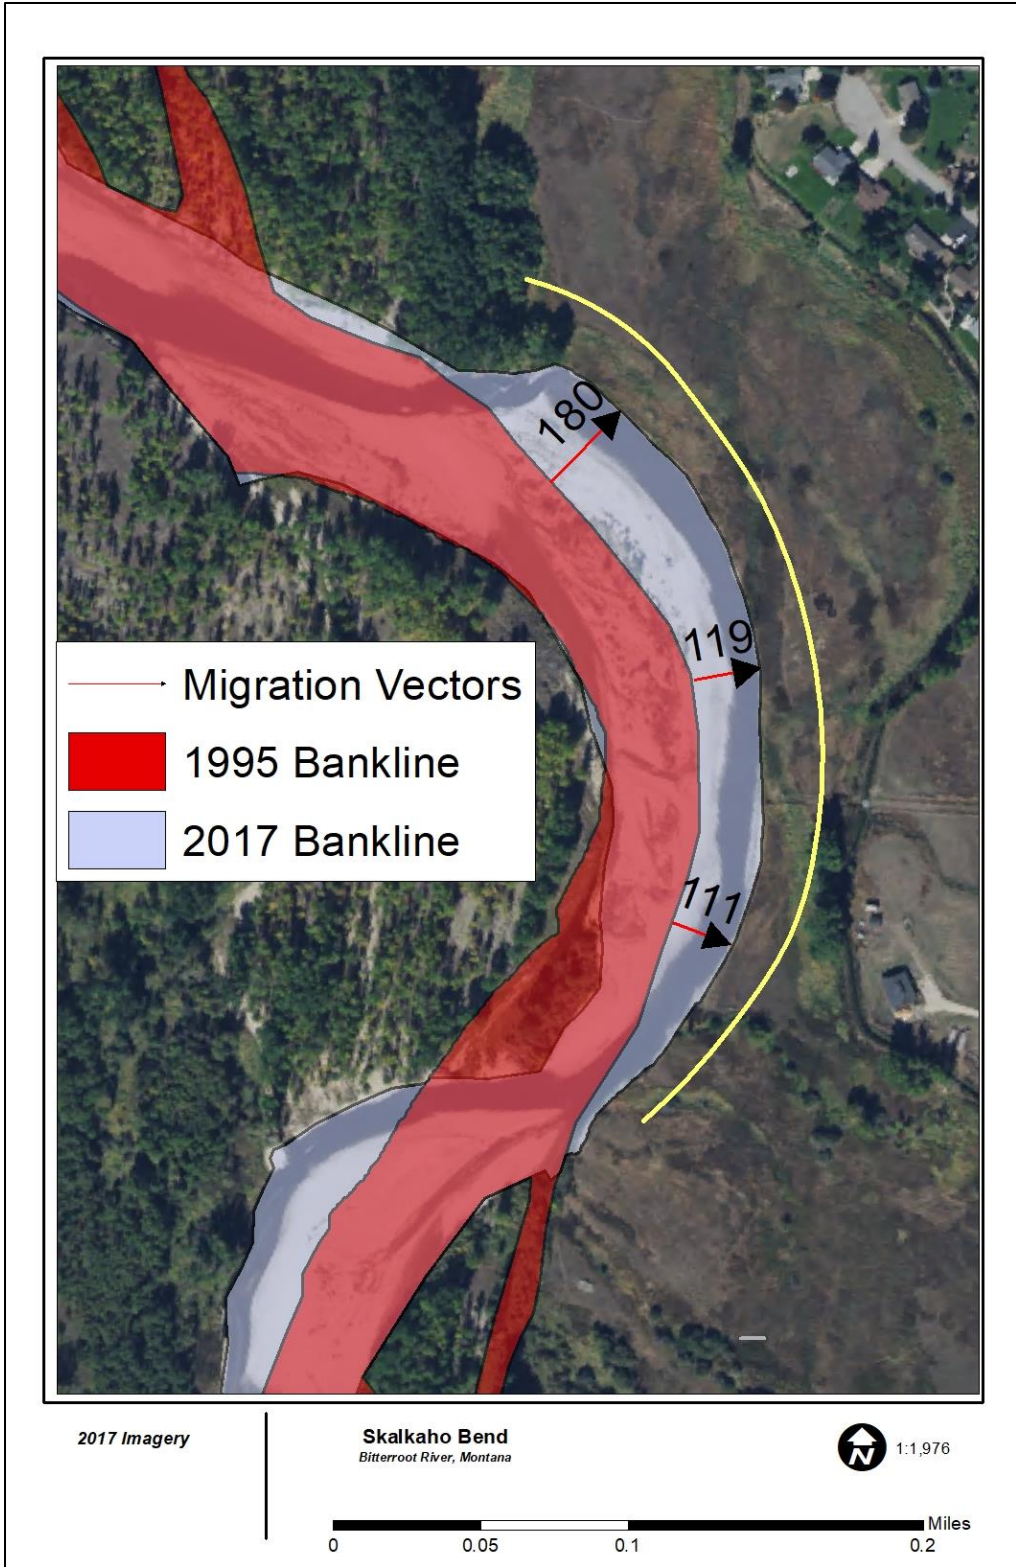 180
119
111
Migration Vectors
1995 Bankline
2017 Bankline
2017 Imagery
Skalkaho Bend
Bitterroot River, Montana
N
1:1,976
Miles
0 0.05 0.1 0.2